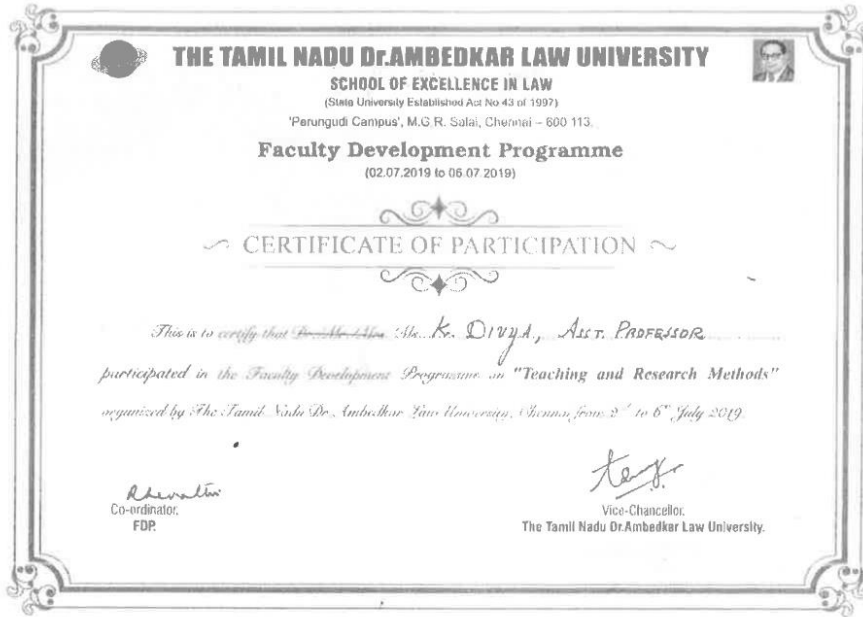 THE TAMIL NADU Dr.AMBEDKAR LAW UNIVERSITY
SCHOOL OF EXCELLENCE IN LAW
(State University Established Act No 43 of 1997)
'Perungudi Campus', M.G.R. Salai, Chennai – 600 113.
Faculty Development Programme
(02.07.2019 to 06.07.2019)
CERTIFICATE OF PARTICIPATION
This is to certify that Dr. Mr. Mrs. Ms. K. DIVYA, ASST. PROFESSOR
participated in the Faculty Development Programme on "Teaching and Research Methods"
organized by The Tamil Nadu Dr. Ambedkar Law University, Chennai from 2nd to 6th July 2019.
Co-ordinator,
FDP.
Vice-Chancellor,
The Tamil Nadu Dr.Ambedkar Law University.